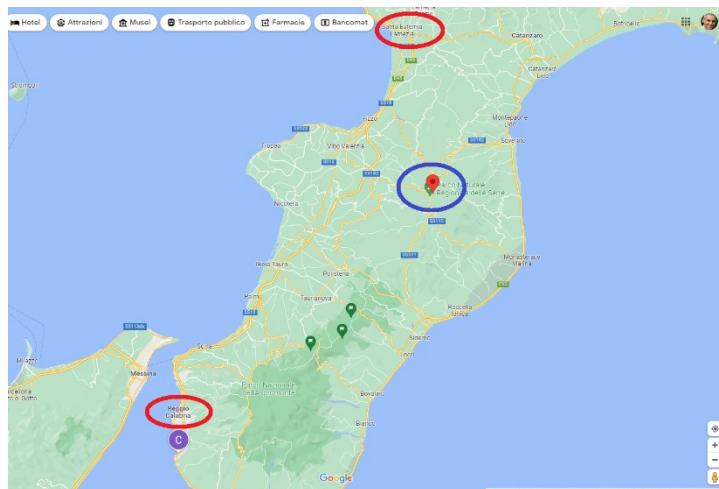 Hotel
Attrazioni
Musei
Trasporto pubblico
Farmacie
Bancomat
Santa Eufemia
Lamezia
Catanzaro
Botricello
Catanzaro
Lido
Stromboli
Pizzo
Montepaone
Lido
Soverato
Tropea
Vibo Valentia
Parco Naturale
Regionale delle Serre
Nicotera
Monasterace
Marina
Gioia Tauro
Polistena
Palmi
Taurianova
Roccella
Ionica
Siderno
Locri
Scilla
Milazzo
Messina
Parco Nazionale
dell'Aspromonte
Bovalino
Reggio
Calabria
Bianco
C
Google